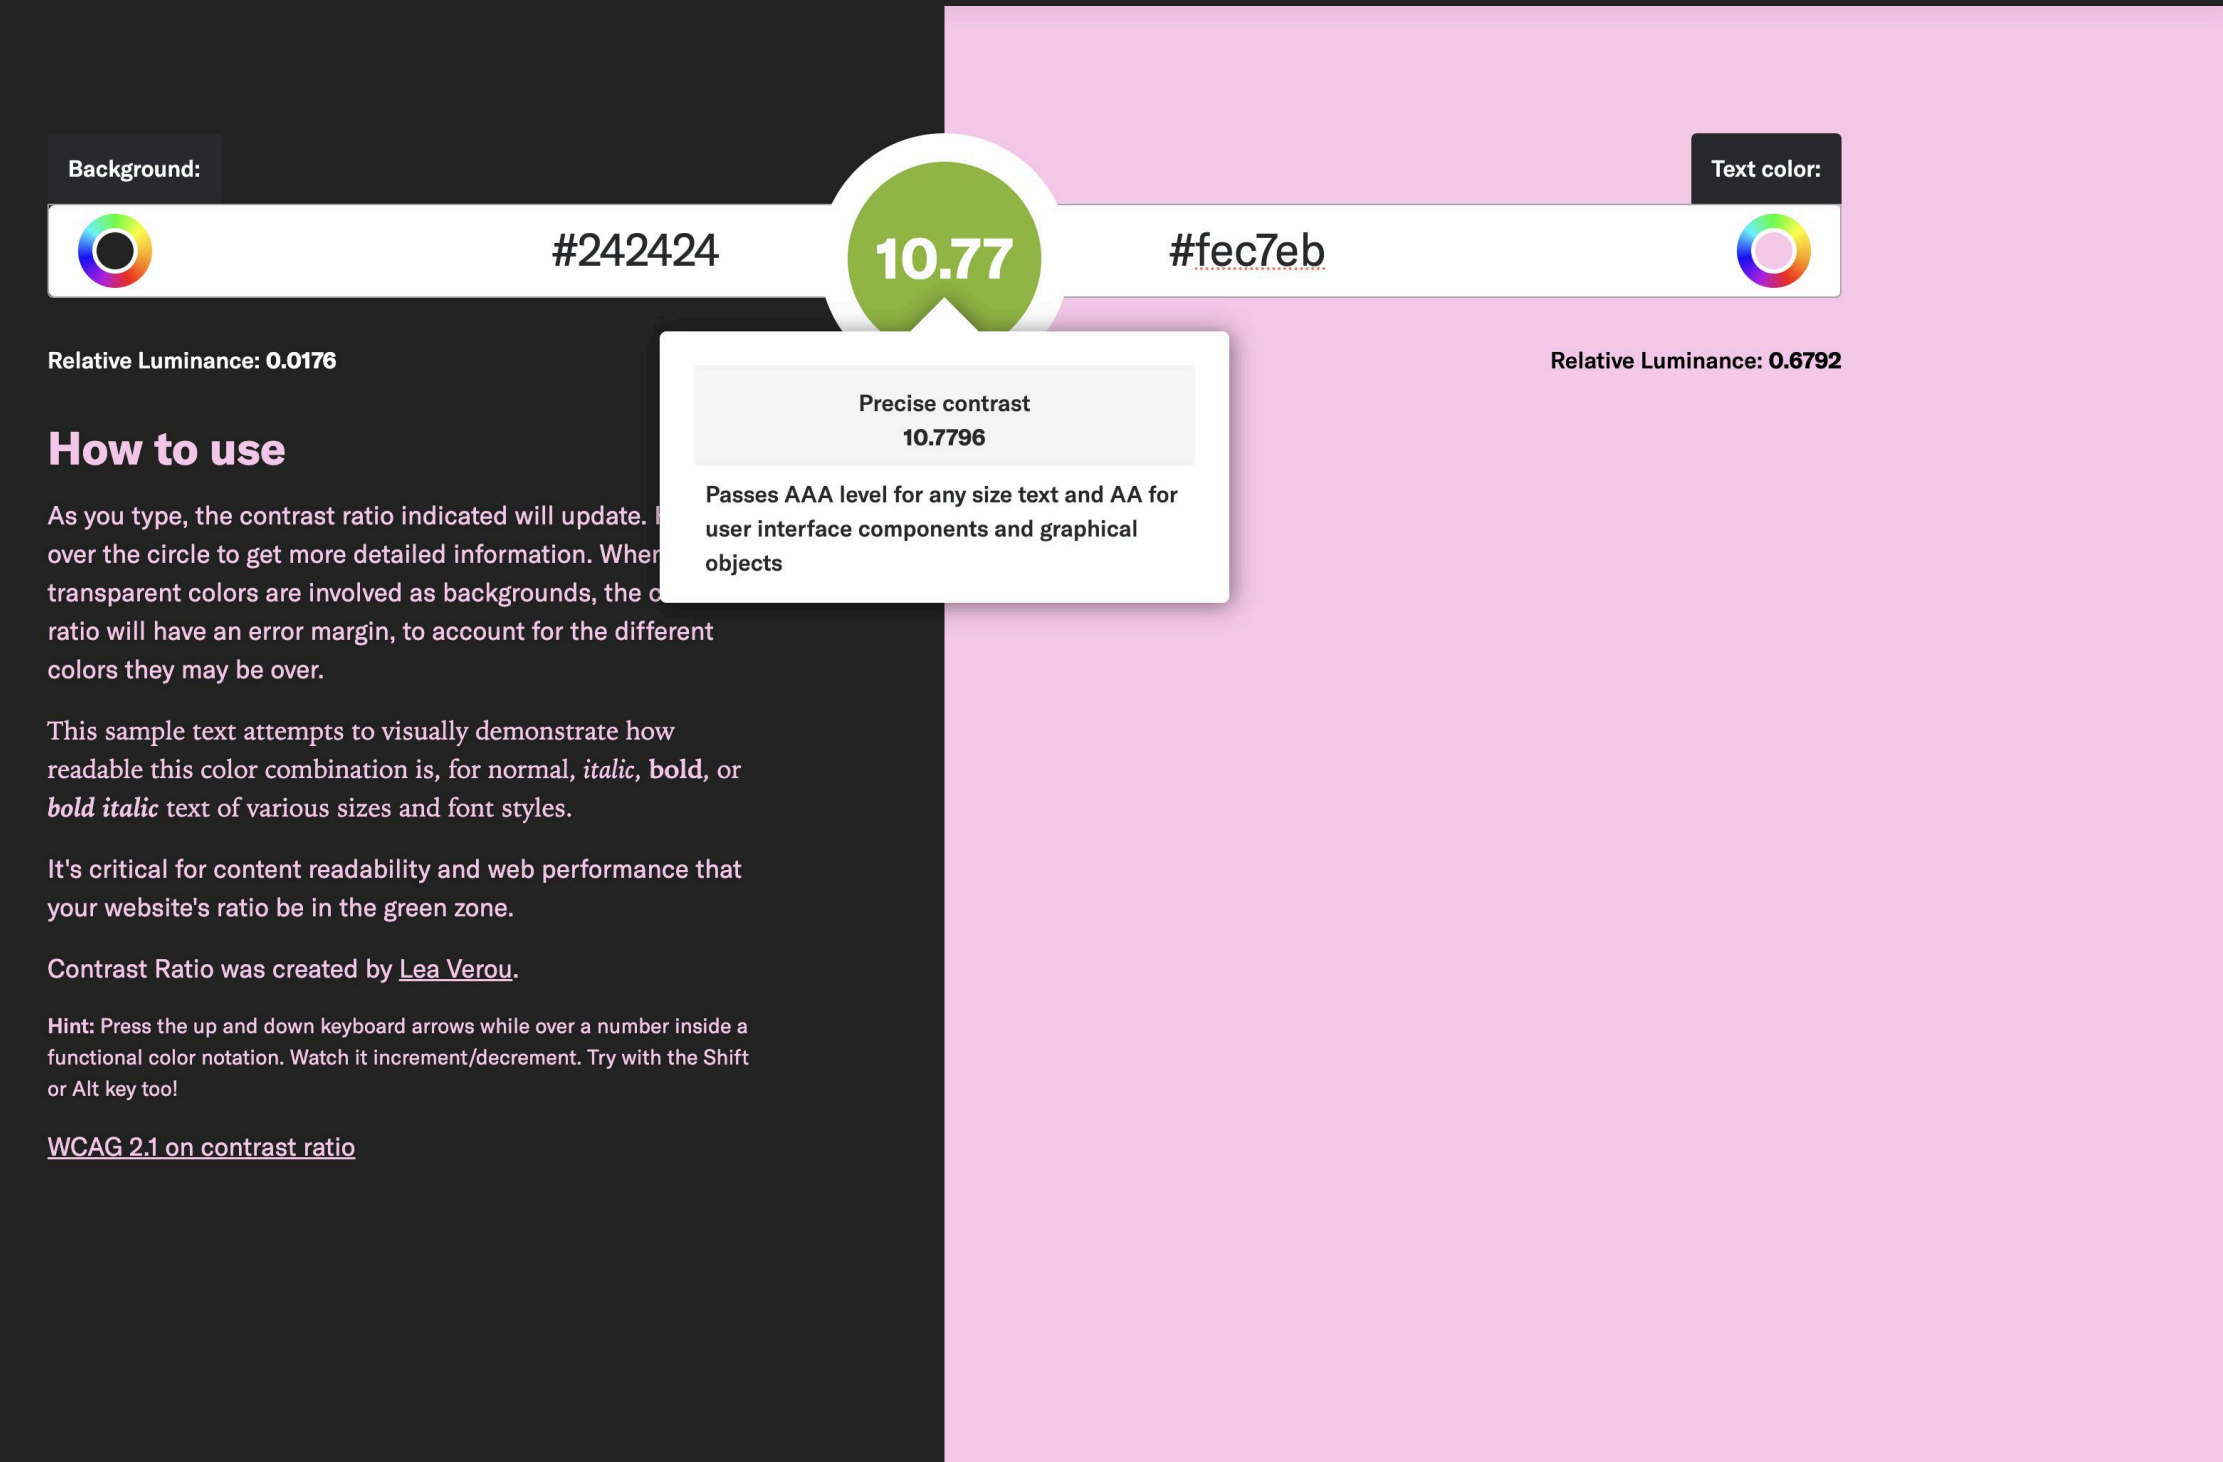 Background:
Text color:
#242424
10.77
#fec7eb
Relative Luminance: 0.0176
Relative Luminance: 0.6792
Precise contrast
10.7796
Passes AAA level for any size text and AA for
user interface components and graphical
objects
How to use
As you type, the contrast ratio indicated will update.
over the circle to get more detailed information.
transparent colors are involved as backgrounds, the
ratio will have an error margin, to account for the different
colors they may be over.
This sample text attempts to visually demonstrate how
readable this color combination is, for normal, italic, bold, or
bold italic text of various sizes and font styles.
It's critical for content readability and web performance that
your website's ratio be in the green zone.
Contrast Ratio was created by Lea Verou.
Hint: Press the up and down keyboard arrows while over a number inside a
functional color notation. Watch it increment/decrement. Try with the Shift
or Alt key too!
WCAG 2.1 on contrast ratio